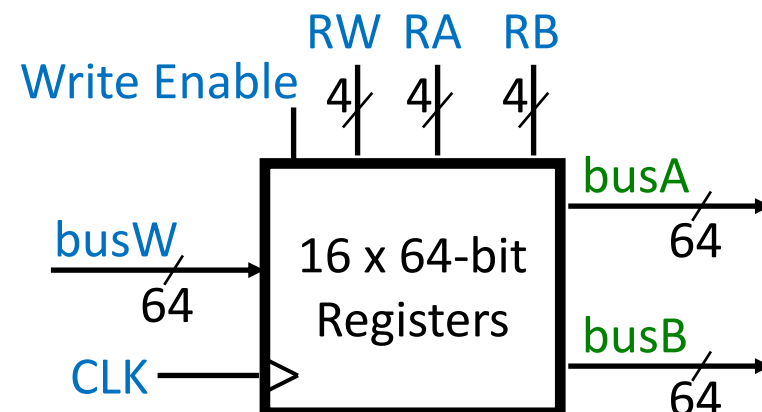 RW RA RB
Write Enable
4 4 4
busA
busW
64
16 x 64-bit
64
Registers
busB
CLK
64